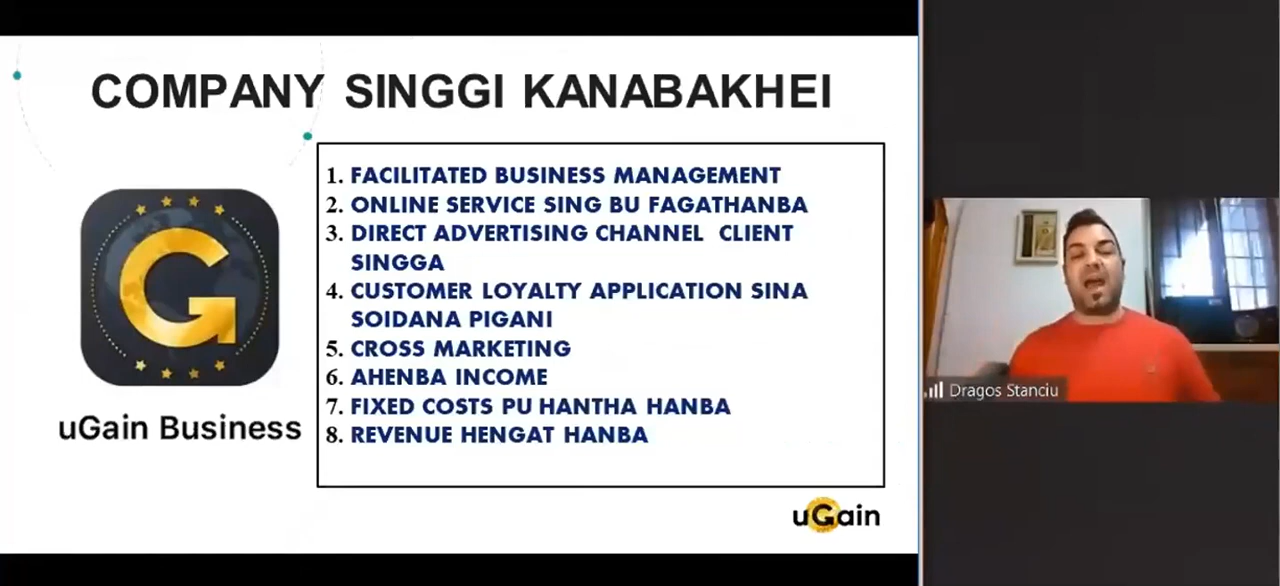 COMPANY SINGGI KANABAKHEI
1. FACILITATED BUSINESS MANAGEMENT
2. ONLINE SERVICE SING BU FAGATHANBA
3. DIRECT ADVERTISING CHANNEL CLIENT
SINGGA
4. CUSTOMER LOYALTY APPLICATION SINA
SOIDANA PIGANI
5. CROSS MARKETING
6. AHENBA INCOME
7. FIXED COSTS PU HANTHA HANBA
8. REVENUE HENGAT HANBA
G
uGain Business
uGain
Dragos Stanciu